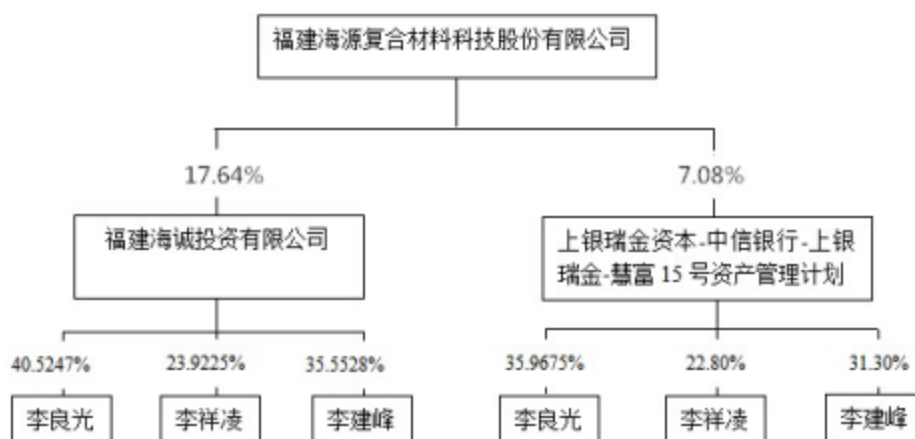 福建海源复合材料科技股份有限公司
17.64%
7.08%
福建海诚投资有限公司
上银瑞金资本-中信银行-上银
瑞金-慧富 15 号资产管理计划
40.5247%
23.9225%
35.5528%
35.9675%
22.80%
31.30%
李良光
李祥凌
李建峰
李良光
李祥凌
李建峰